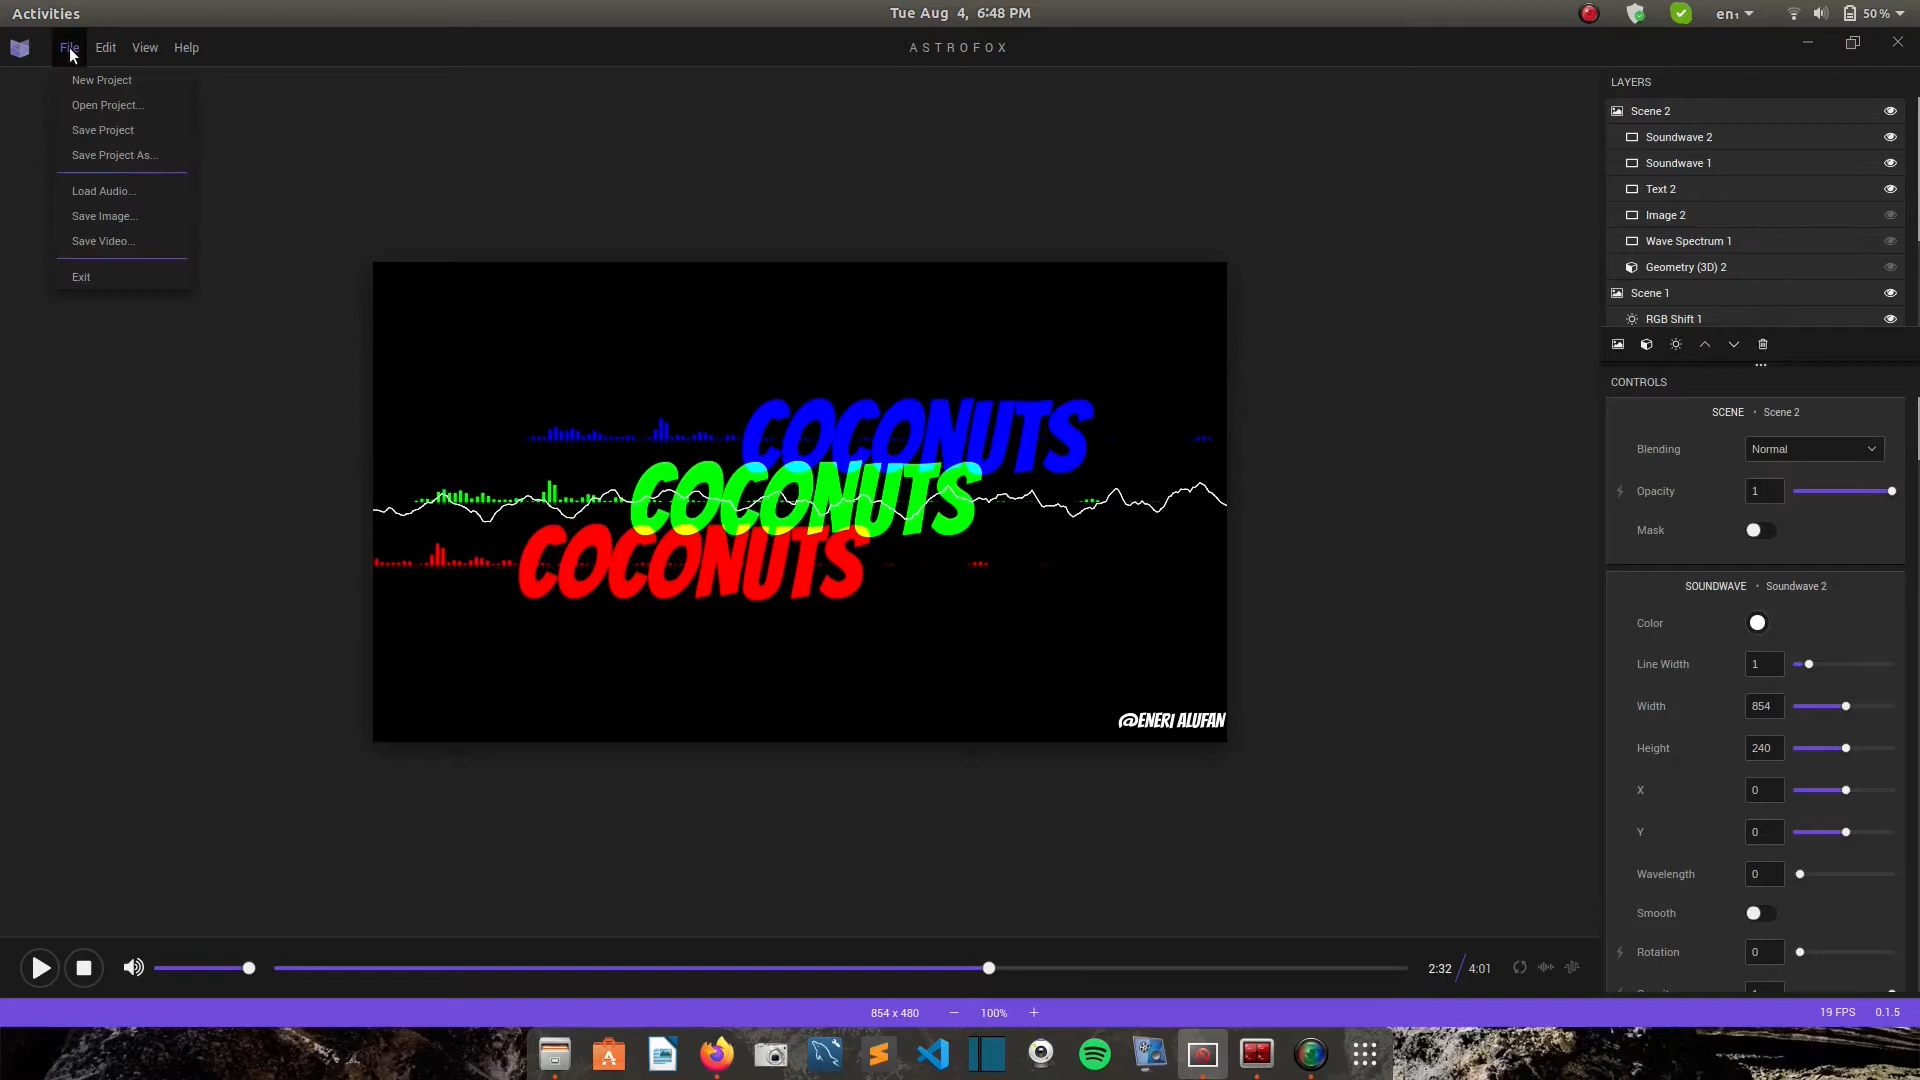 Activities
Tue Aug 4, 6:48 PM
en₁
50 %
File Edit View Help
ASTROFOX
New Project
Open Project...
Save Project
Save Project As...
Load Audio...
Save Image...
Save Video...
Exit
COCONUTS
COCONUTS
COCONUTS
@ENERI ALUFAN
LAYERS
Scene 2
Soundwave 2
Soundwave 1
Text 2
Image 2
Wave Spectrum 1
Geometry (3D) 2
Scene 1
RGB Shift 1
CONTROLS
SCENE • Scene 2
Blending Normal
Opacity 1
Mask
SOUNDWAVE • Soundwave 2
Color
Line Width 1
Width 854
Height 240
X 0
Y 0
Wavelength 0
Smooth
Rotation 0
2:32 / 4:01
854 x 480 − 100% +
19 FPS 0.1.5